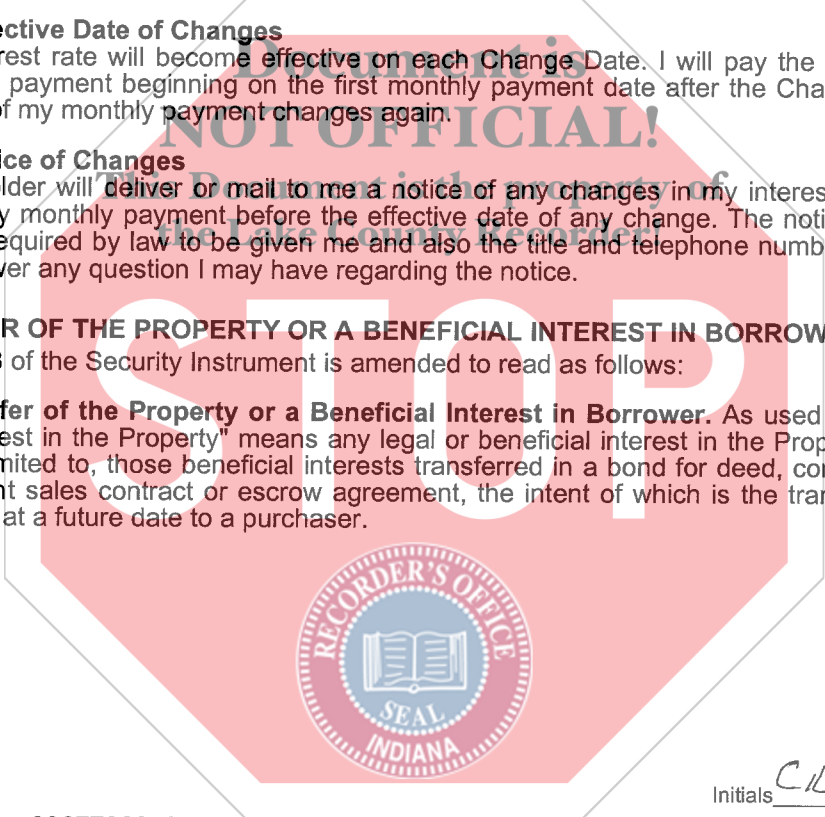 ective Date of Changes
rest rate will become effective on each Change Date. I will pay the
payment beginning on the first monthly payment date after the Cha
f my monthly payment changes again.
ice of Changes
lder will deliver or mail to me a notice of any changes in my interes
y monthly payment before the effective date of any change. The noti
equired by law to be given me and also the title and telephone numb
ver any question I may have regarding the notice.
R OF THE PROPERTY OR A BENEFICIAL INTEREST IN BORROW
of the Security Instrument is amended to read as follows:
fer of the Property or a Beneficial Interest in Borrower. As used
est in the Property" means any legal or beneficial interest in the Prop
mited to, those beneficial interests transferred in a bond for deed, con
nt sales contract or escrow agreement, the intent of which is the tran
at a future date to a purchaser.
Document is
NOT OFFICIAL!
This Document is the property of
the Lake County Recorder!
STOP
RECORDER'S OFFICE
SEAL
INDIANA
Initials